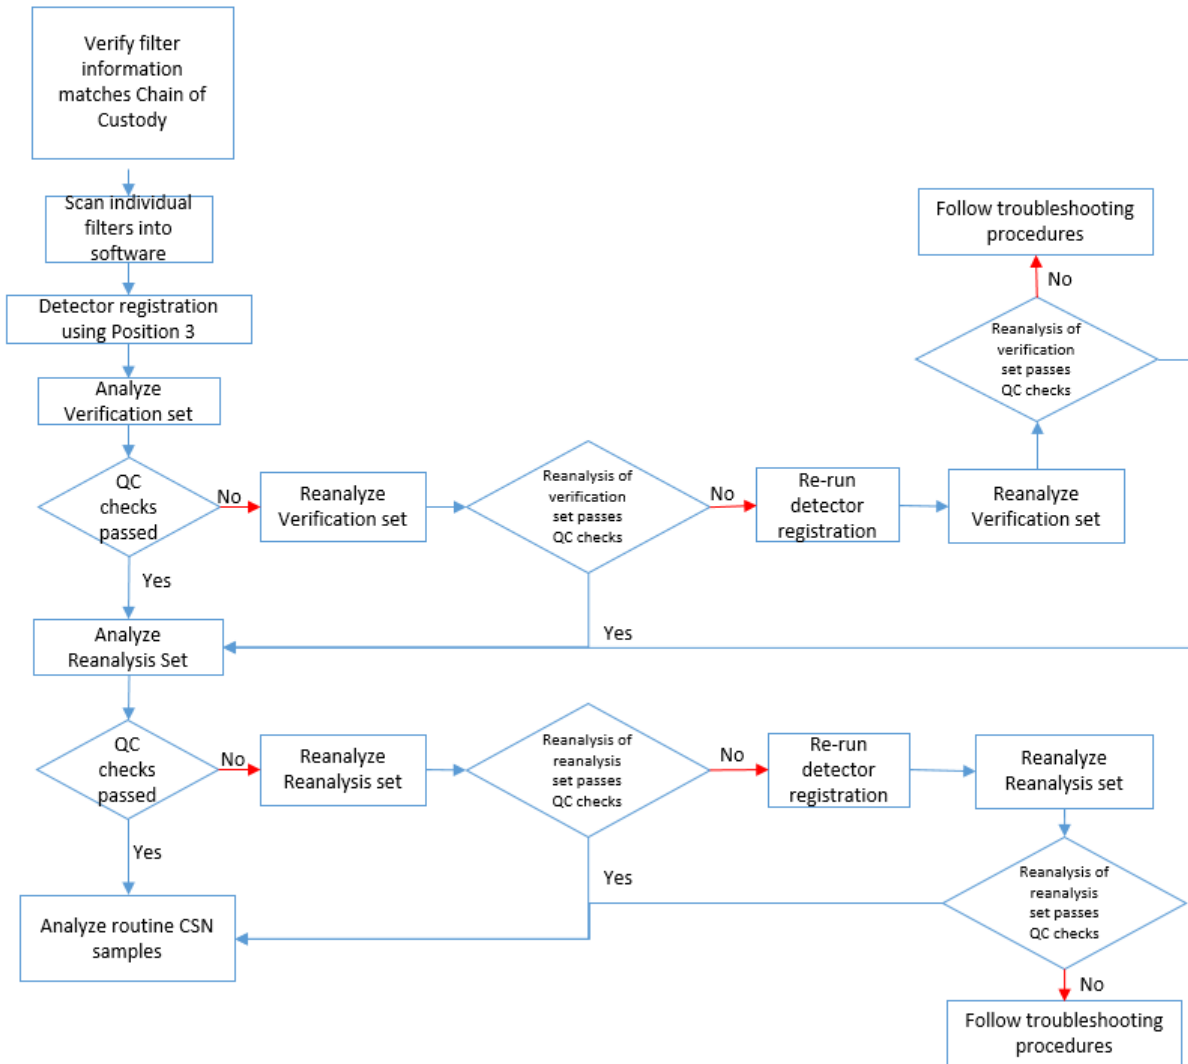 Verify filter
information
matches Chain of
Custody
Scan individual
filters into
software
Detector registration
using Position 3
Analyze
Verification set
QC
checks
passed
No
Reanalyze
Verification set
Reanalysis of
verification
set passes
QC checks
No
Re-run
detector
registration
Reanalyze
Verification set
Reanalysis of
verification
set passes
QC checks
No
Follow troubleshooting
procedures
Yes
Yes
Analyze
Reanalysis Set
QC
checks
passed
No
Reanalyze
Reanalysis set
Reanalysis of
reanalysis
set passes
QC checks
No
Re-run
detector
registration
Reanalyze
Reanalysis set
Reanalysis of
reanalysis
set passes
QC checks
Yes
Yes
Analyze routine CSN
samples
No
Follow troubleshooting
procedures